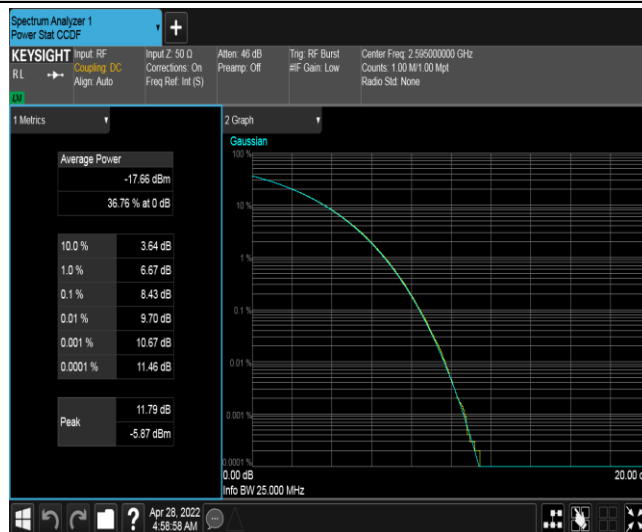 Spectrum Analyzer 1
Power Stat CCDF
KEYSIGHT
RL
LXI
Input: RF
Coupling: DC
Align: Auto
Input Z: 50 Ω
Corrections: On
Freq Ref: Int (S)
Atten: 46 dB
Preamp: Off
Trig: RF Burst
#IF Gain: Low
Center Freq: 2.595000000 GHz
Counts: 1.00 M/1.00 Mpt
Radio Std: None
1 Metrics
Average Power
-17.66 dBm
36.76 % at 0 dB
10.0 % 3.64 dB
1.0 % 6.67 dB
0.1 % 8.43 dB
0.01 % 9.70 dB
0.001 % 10.67 dB
0.0001 % 11.46 dB
Peak
11.79 dB
-5.87 dBm
2 Graph
Gaussian
100 %
10 %
1 %
0.1 %
0.01 %
0.001 %
0.0001 %
0.00 dB
20.00
Info BW 25.000 MHz
?
Apr 28, 2022
4:58:58 AM